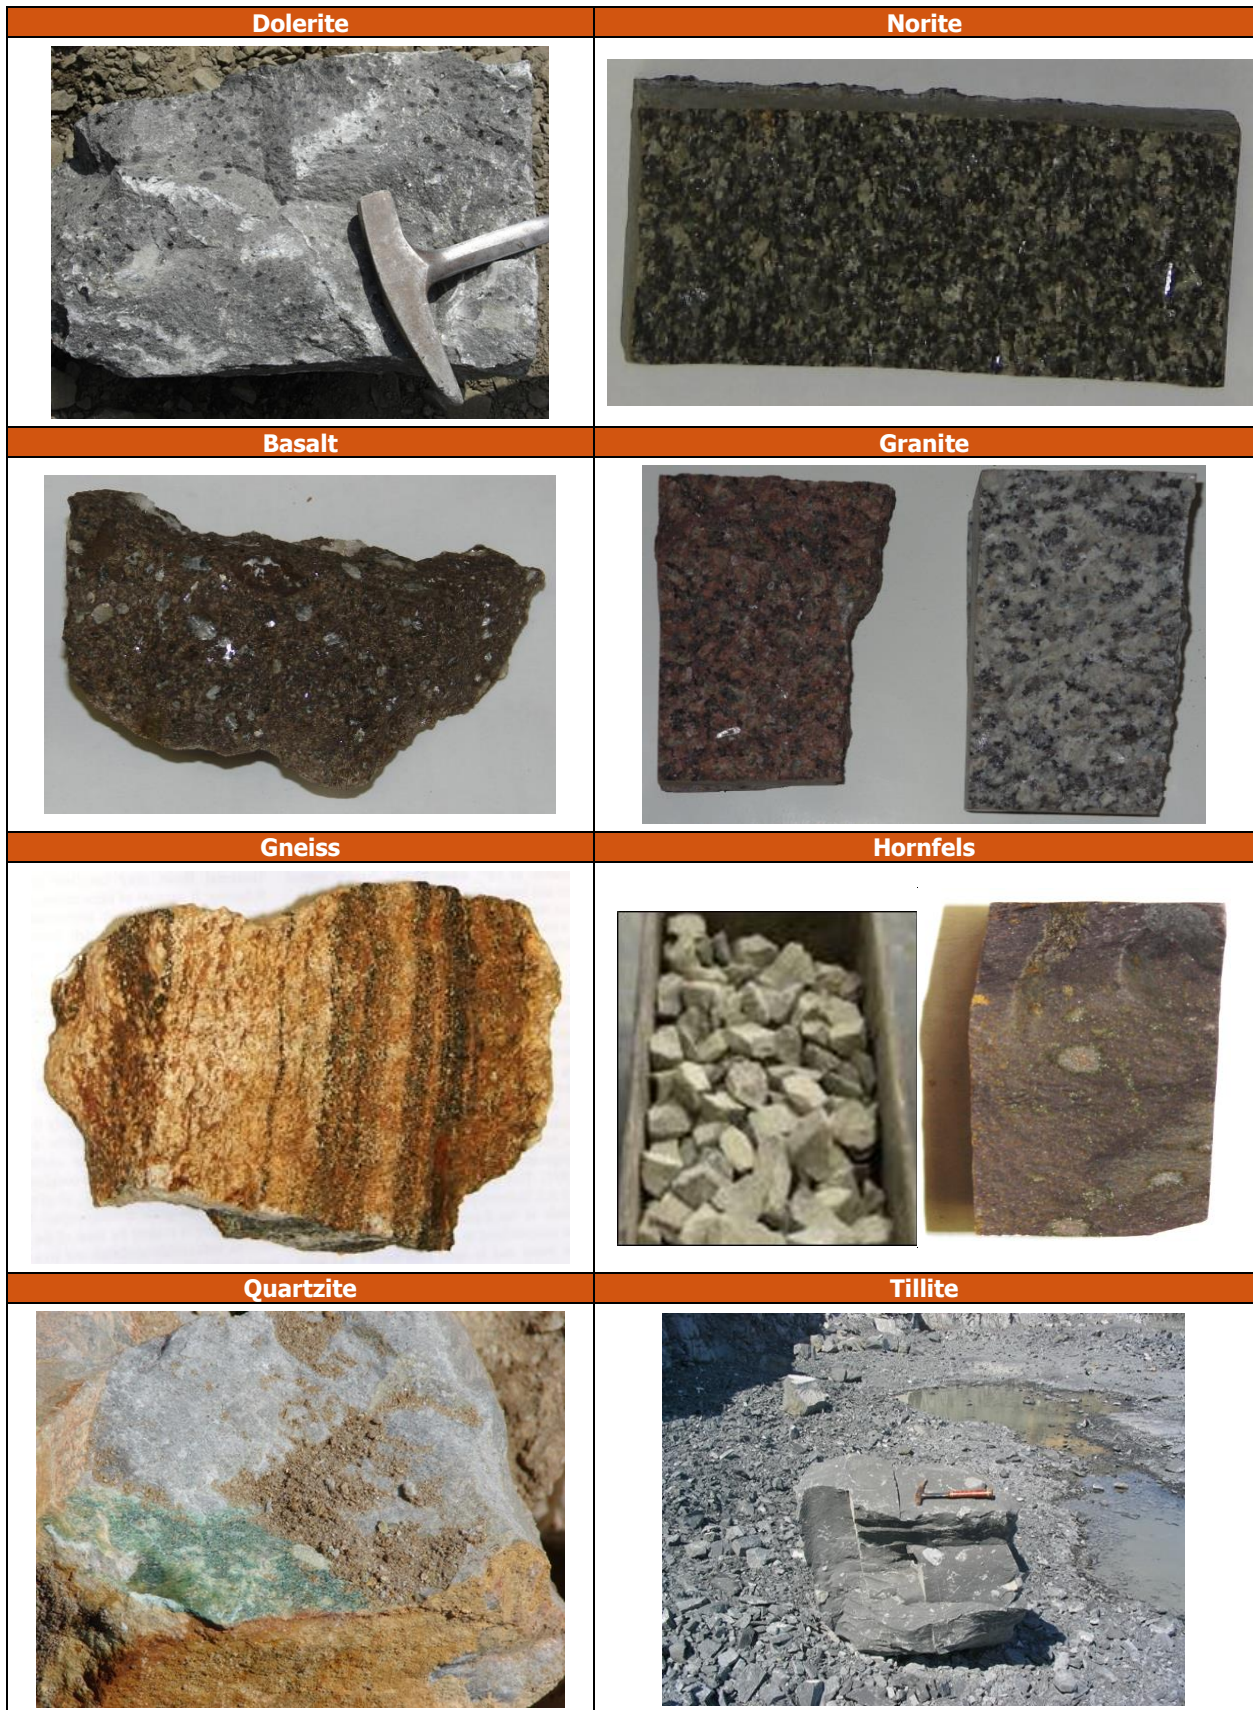 Dolerite
Norite
Basalt
Granite
Gneiss
Hornfels
Quartzite
Tillite